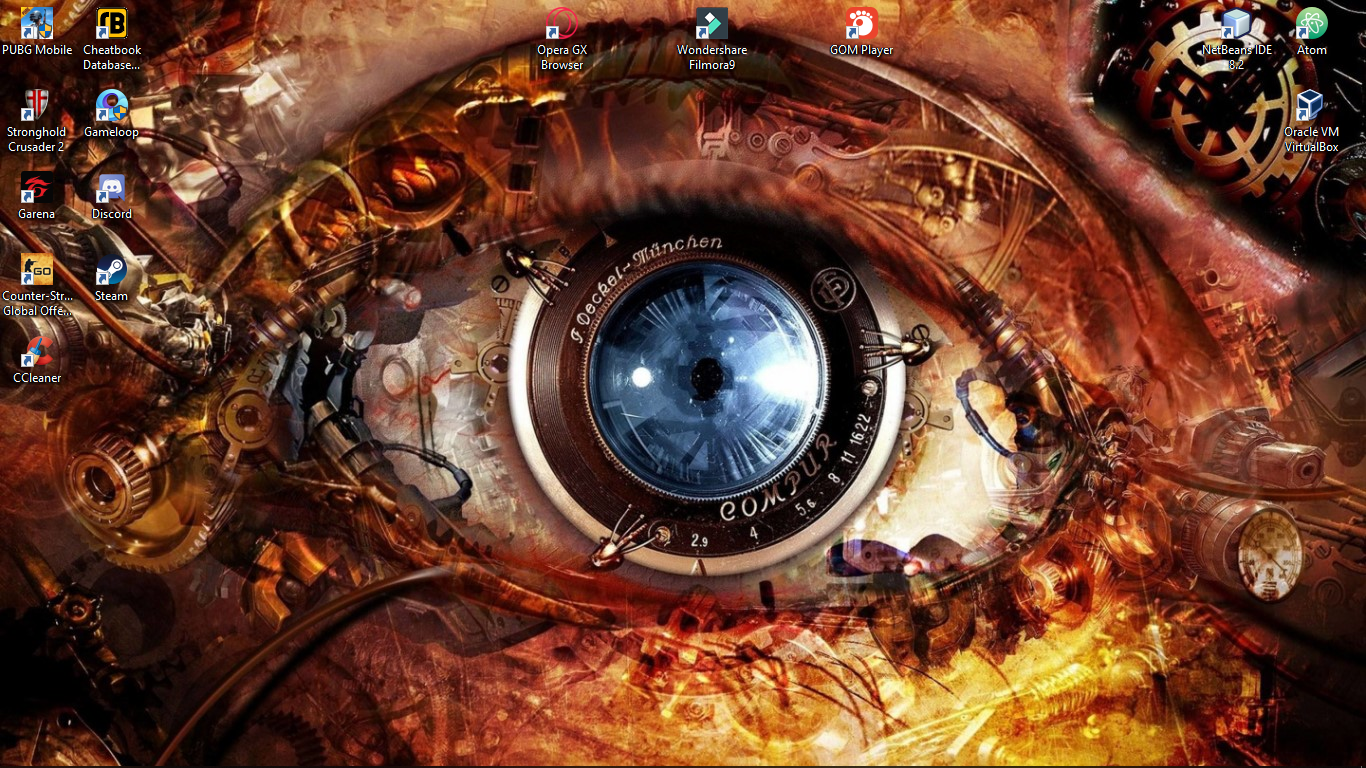 PUBG Mobile
Cheatbook
Database...
Opera GX
Browser
Wondershare
Filmora9
GOM Player
NetBeans IDE
8.2
Atom
Stronghold
Crusader 2
Gameloop
Oracle VM
VirtualBox
Garena
Discord
GO
Counter-Str...
Global Offe...
Steam
CCleaner
F. Deckel-München
COMPUR
2.9 4 5.6 8 11 16 22